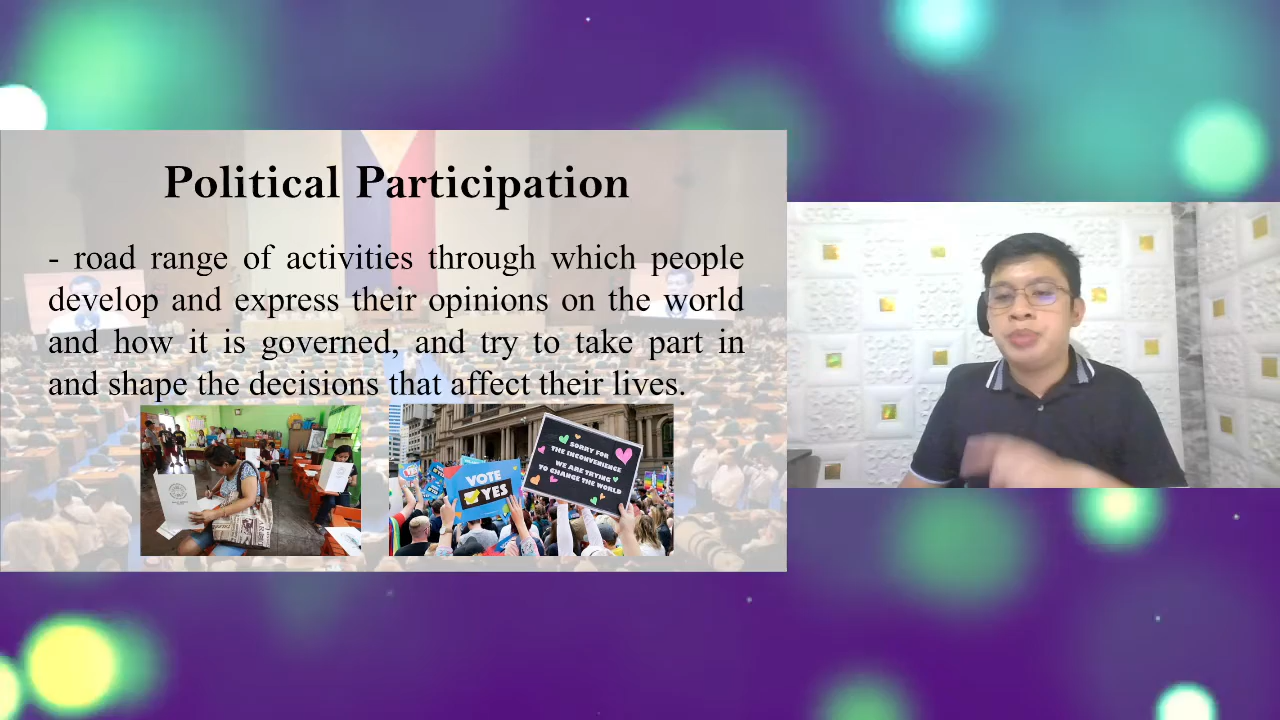 Political Participation
- road range of activities through which people
develop and express their opinions on the world
and how it is governed, and try to take part in
and shape the decisions that affect their lives.
VOTE
YES
SORRY FOR
THE INCONVENIENCE
WE ARE TRYING
TO CHANGE THE WORLD